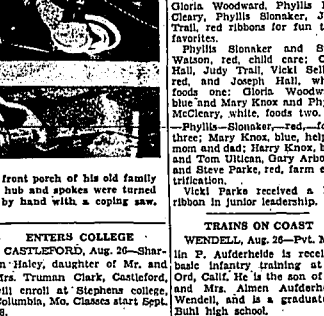 front porch of his old family
hub and spokes were turned
by hand with a coping saw.
ENTERS COLLEGE
CASTLEFORD, Aug. 26—Shar-
n Haley, daughter of Mr. and
Mrs. Truman Clark, Castleford,
will enroll at Stephens college,
Columbia, Mo. Classes start Sept.
8.
Gloria Woodward, Phyllis
Cleary, Phyllis Slonaker, J
Trail, red ribbons for fun t
favorites.
Phyllis Slonaker and S
Watson, red, child care; C
Hall, Judy Trail, Vicki Sell
red, and Joseph Hall, wh
foods one: Gloria Woodw
blue and Mary Knox and Ph
McCleary, white, foods two.
—Phyllis—Slonaker,—red,—fo
three; Mary Knox, blue, help
mom and dad; Harry Knox, b
and Tom Ultican, Gary Arbo
and Steve Parke, red, farm e
trification.
Vicki Parke received a
ribbon in junior leadership.
TRAINS ON COAST
WENDELL, Aug. 26—Pvt. M
lin P. Aufderheide is recei
basic infantry training at
Ord, Calif. He is the son of
and Mrs. Almen Aufderhe
Wendell, and is a graduat
Buhl high school.